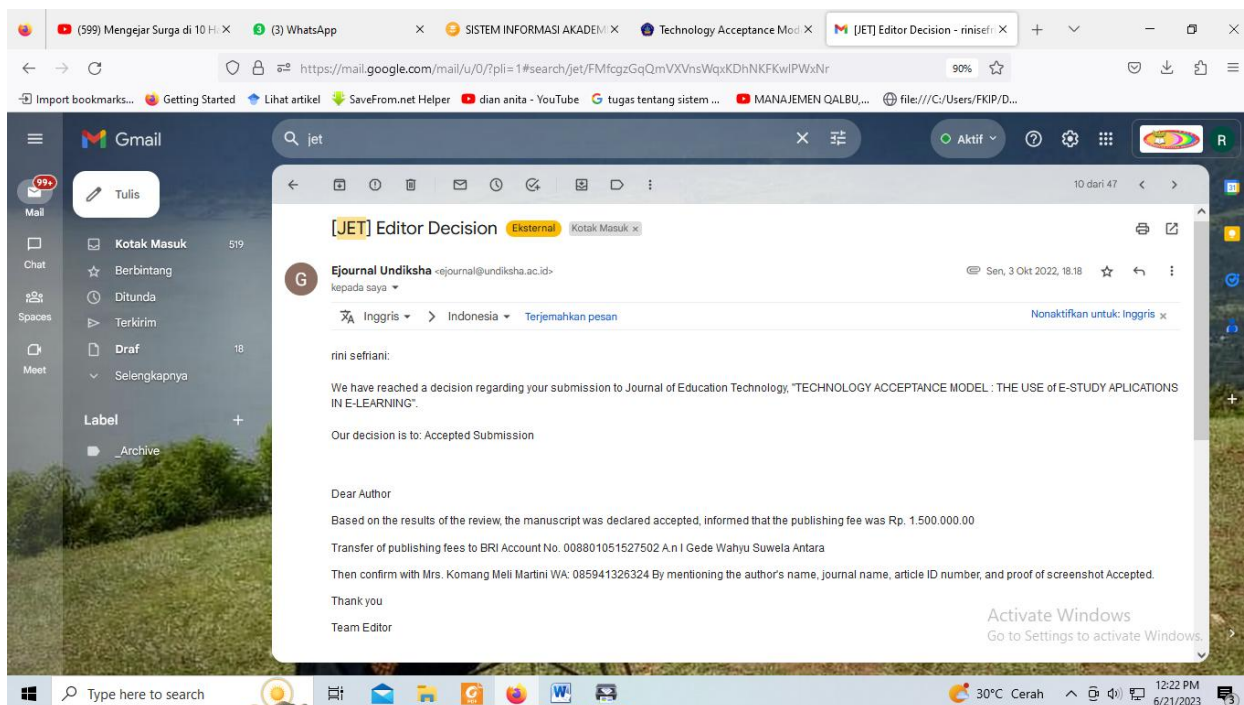 (599) Mengejar Surga di 10 H
(3) WhatsApp
SISTEM INFORMASI AKADEM
Technology Acceptance Mod
[JET] Editor Decision - rinisefr
https://mail.google.com/mail/u/0/?pli=1#search/jet/FMfcgzGqQmVXVnsWqxKDhNKFKwlPWxNr
90%
Import bookmarks...
Getting Started
Lihat artikel
SaveFrom.net Helper
dian anita - YouTube
tugas tentang sistem ...
MANAJEMEN QALBU,...
file:///C:/Users/FKIP/D...
Gmail
jet
Aktif
R
99+
Mail
Chat
Spaces
Meet
Tulis
Kotak Masuk 519
Berbintang
Ditunda
Terkirim
Draf 18
Selengkapnya
Label
_Archive
10 dari 47
31
[JET] Editor Decision Eksternal Kotak Masuk x
G
Ejournal Undiksha <ejournal@undiksha.ac.id>
Sen, 3 Okt 2022, 18.18
kepada saya
Inggris > Indonesia Terjemahkan pesan
Nonaktifkan untuk: Inggris x
rini sefriani:
We have reached a decision regarding your submission to Journal of Education Technology, "TECHNOLOGY ACCEPTANCE MODEL : THE USE of E-STUDY APLICATIONS
IN E-LEARNING".
Our decision is to: Accepted Submission
Dear Author
Based on the results of the review, the manuscript was declared accepted, informed that the publishing fee was Rp. 1.500.000.00
Transfer of publishing fees to BRI Account No. 008801051527502 A.n I Gede Wahyu Suwela Antara
Then confirm with Mrs. Komang Meli Martini WA: 085941326324 By mentioning the author's name, journal name, article ID number, and proof of screenshot Accepted.
Thank you
Team Editor
Activate Windows
Go to Settings to activate Windows.
Type here to search
30°C Cerah
12:22 PM
6/21/2023